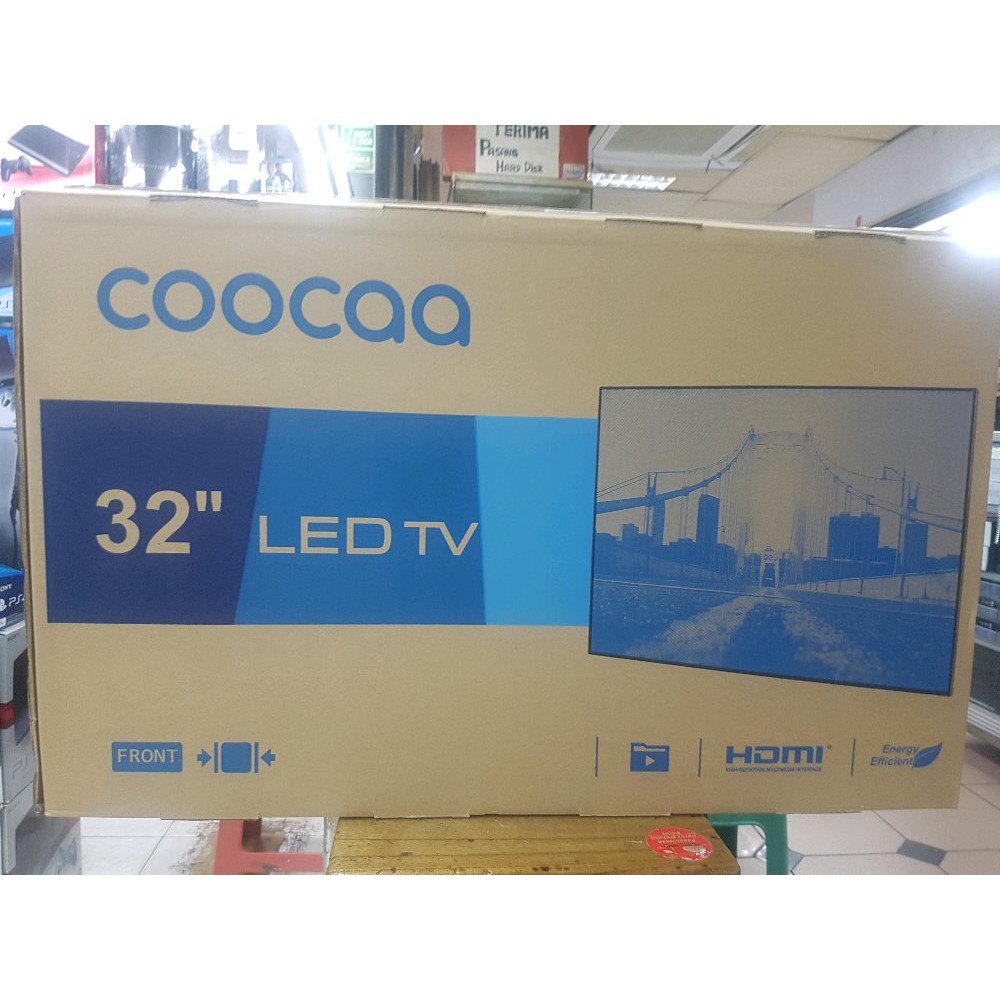 TERIMA
PASANG
HARD DISK
coocaa
32" LED TV
FRONT
HDMI
HIGH-DEFINITION MULTIMEDIA INTERFACE
Energy
Efficient